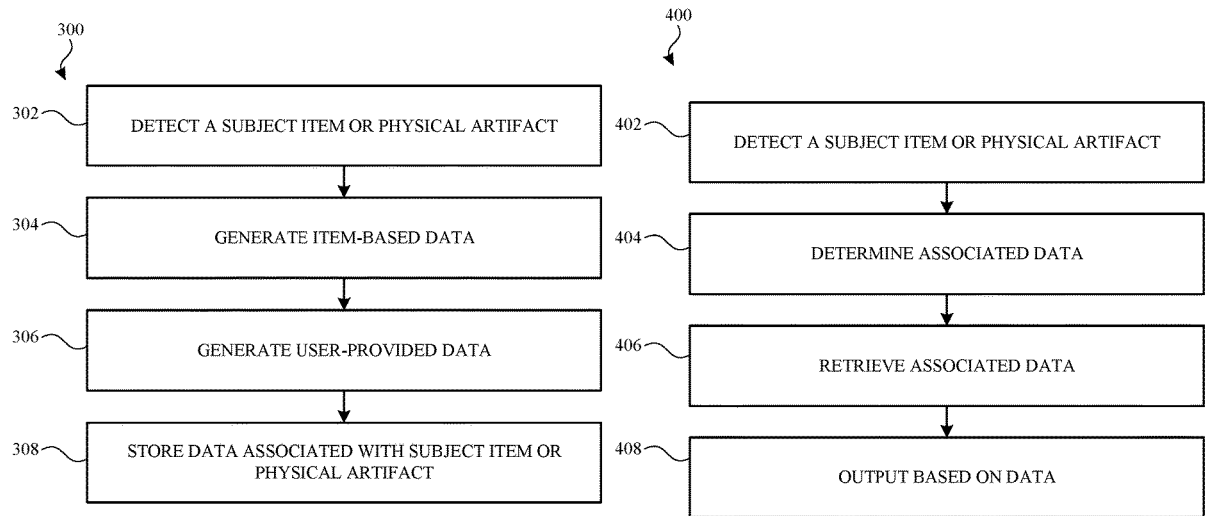 300
302
DETECT A SUBJECT ITEM OR PHYSICAL ARTIFACT
304
GENERATE ITEM-BASED DATA
306
GENERATE USER-PROVIDED DATA
308
STORE DATA ASSOCIATED WITH SUBJECT ITEM OR
PHYSICAL ARTIFACT
400
402
DETECT A SUBJECT ITEM OR PHYSICAL ARTIFACT
404
DETERMINE ASSOCIATED DATA
406
RETRIEVE ASSOCIATED DATA
408
OUTPUT BASED ON DATA